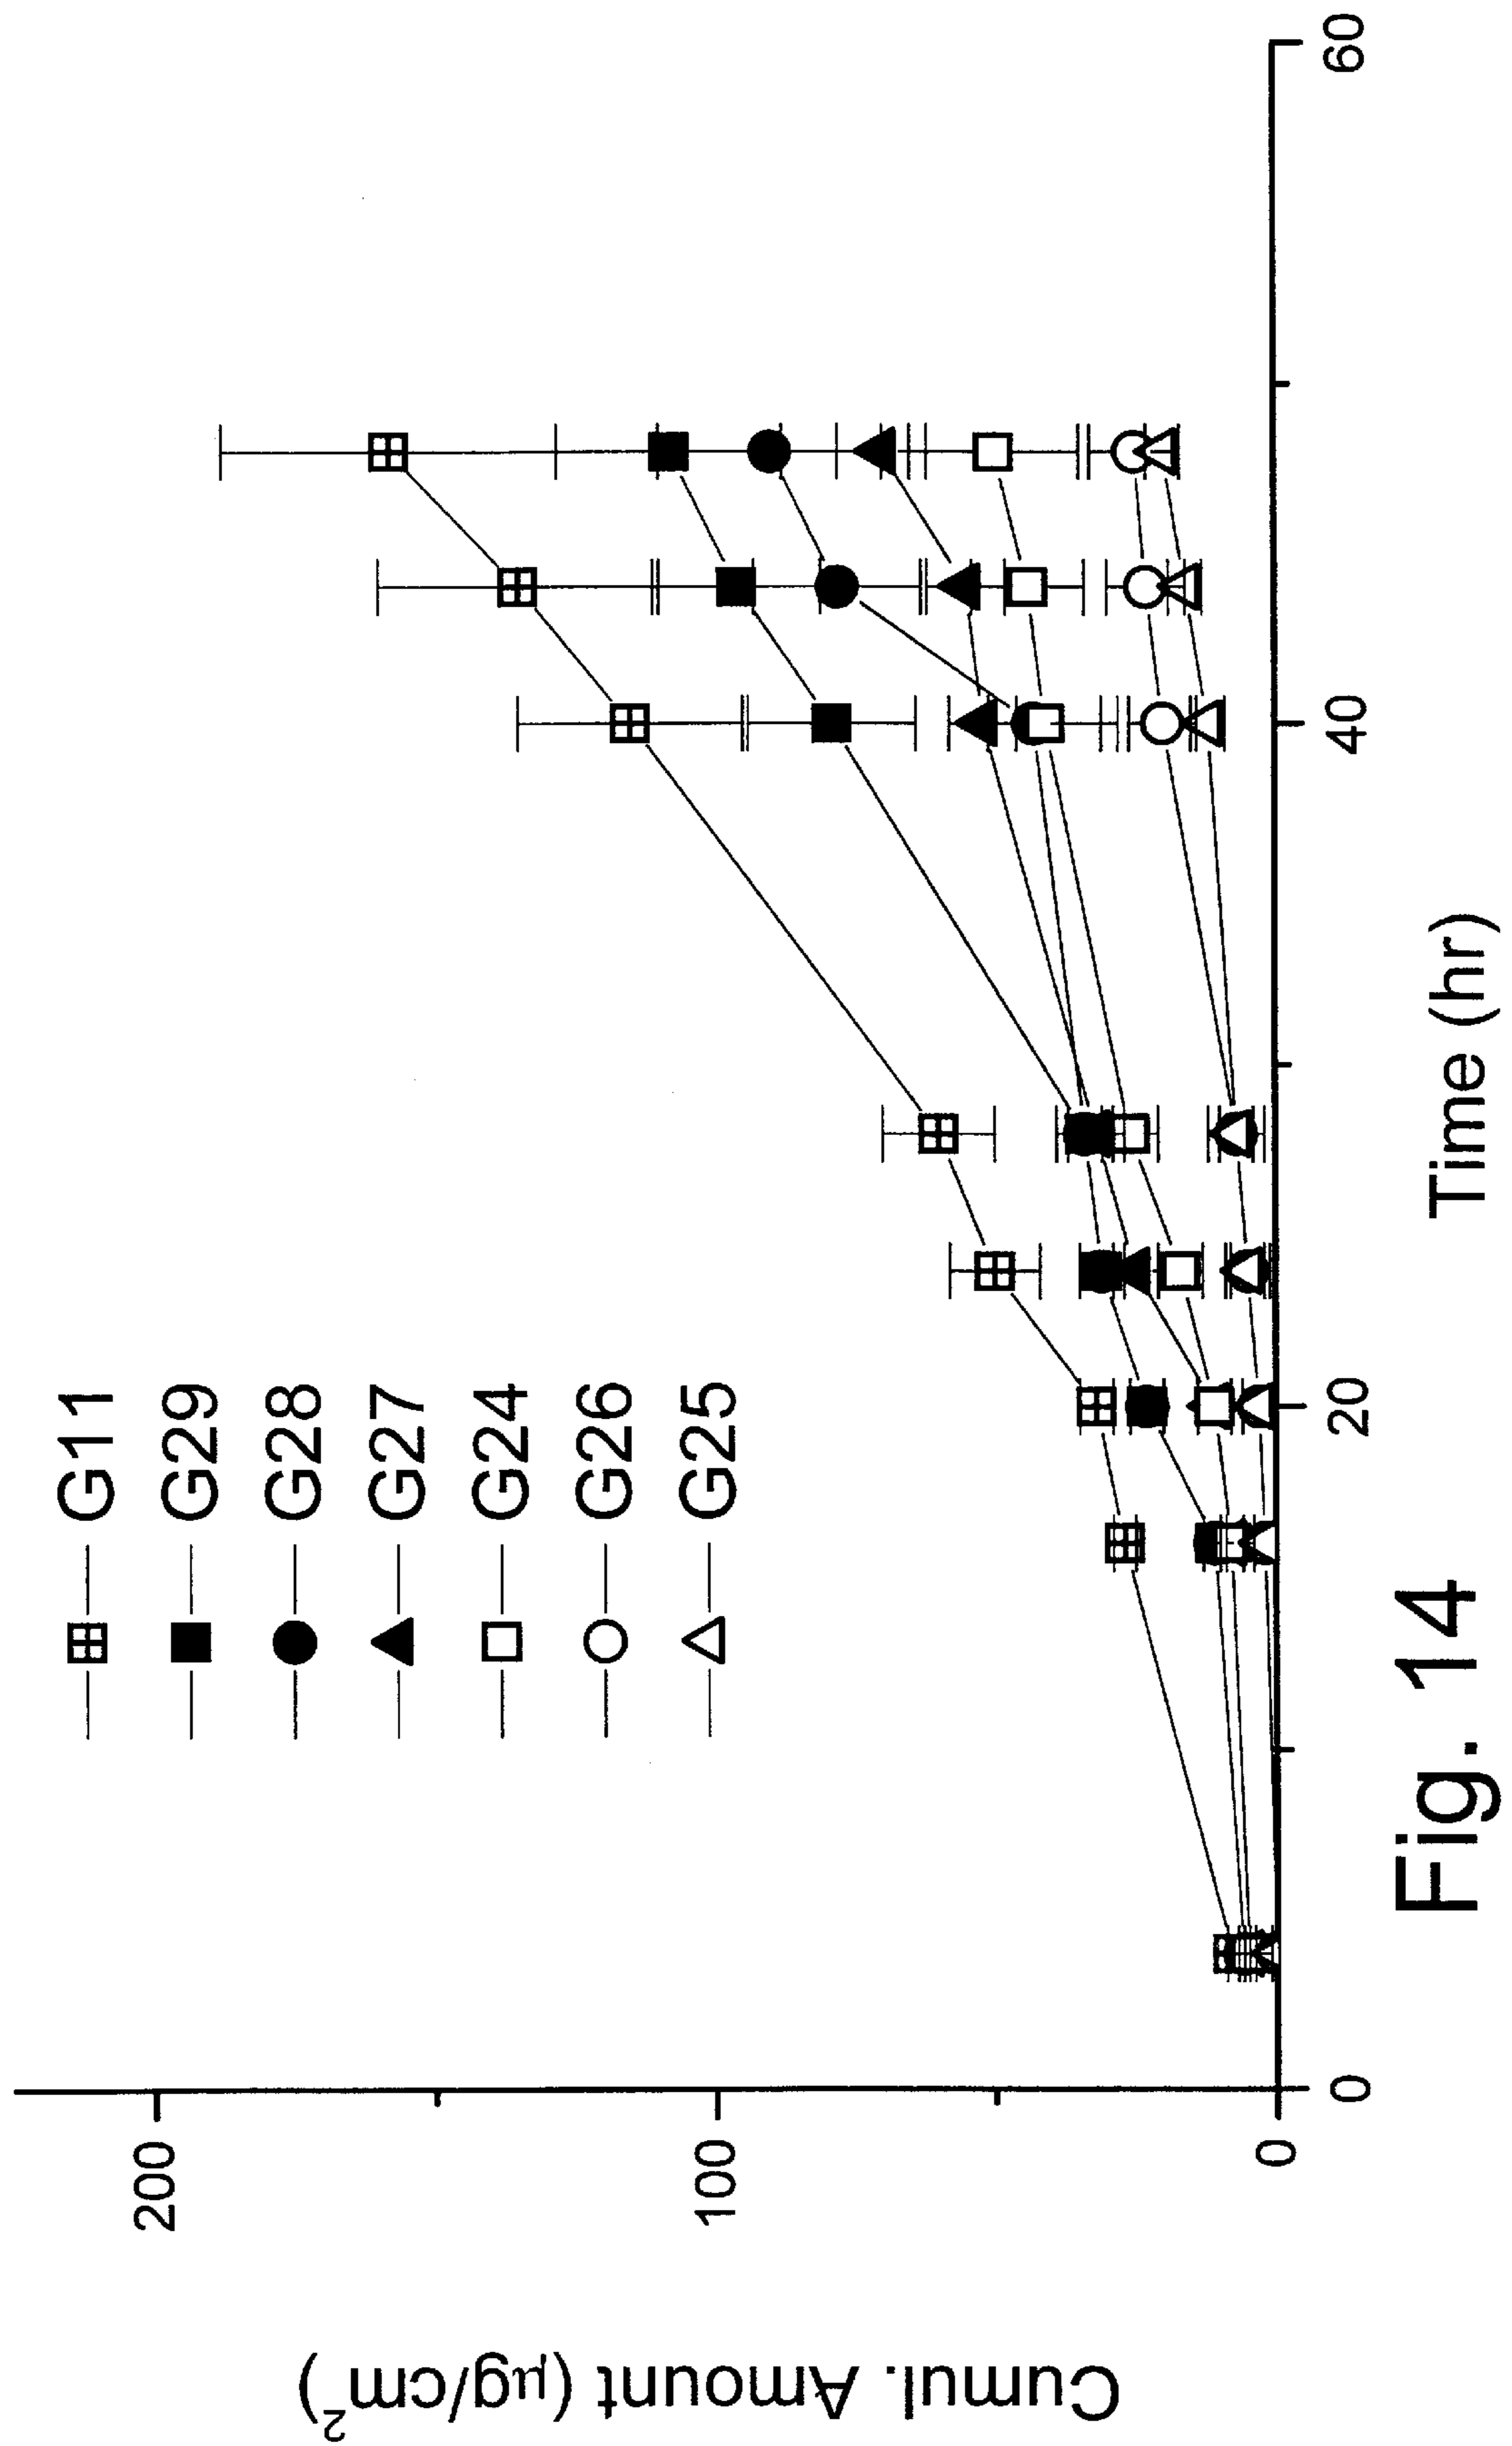 G11
G29
G28
G27
G24
G26
G25
200
100
0
Cumul. Amount (μg/cm²)
0
20
40
60
Time (hr)
Fig. 14